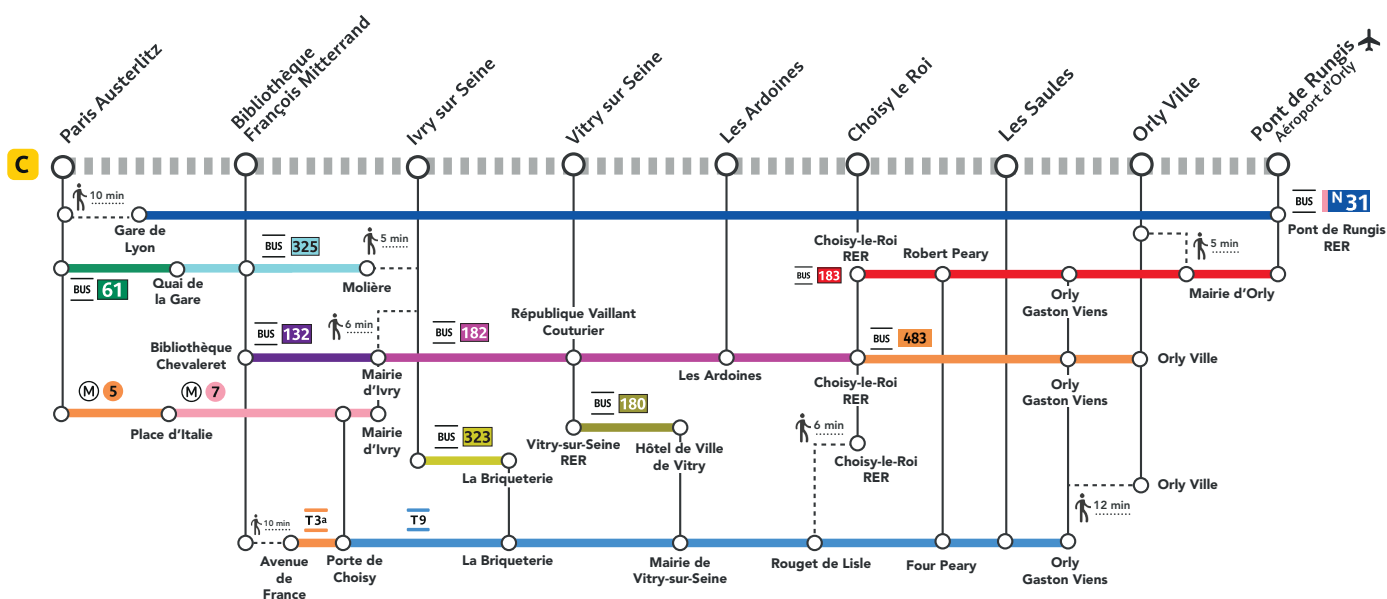 Paris Austerlitz
Bibliothèque
François Mitterrand
Ivry sur Seine
Vitry sur Seine
Les Ardoines
Choisy le Roi
Les Saules
Orly Ville
Pont de Rungis
Aéroport d'Orly
C
10 min
Gare de
Lyon
BUS N 31
Pont de Rungis
RER
BUS 61
Quai de
la Gare
BUS 325
5 min
Molière
Choisy-le-Roi
RER
BUS 183
Robert Peary
Orly
Gaston Viens
5 min
Mairie d'Orly
Bibliothèque
Chevaleret
BUS 132
6 min
Mairie
d'Ivry
BUS 182
République Vaillant
Couturier
Les Ardoines
BUS 483
Choisy-le-Roi
RER
Orly
Gaston Viens
Orly Ville
M 5
M 7
Place d'Italie
Mairie
d'Ivry
BUS 323
La Briqueterie
BUS 180
Vitry-sur-Seine
RER
Hôtel de Ville
de Vitry
6 min
Choisy-le-Roi
RER
Orly Ville
12 min
10 min
T3a
T9
Avenue
de
France
Porte de
Choisy
La Briqueterie
Mairie de
Vitry-sur-Seine
Rouget de Lisle
Four Peary
Orly
Gaston Viens